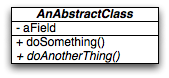 AnAbstractClass
- aField
+ doSomething()
+ doAnotherThing()